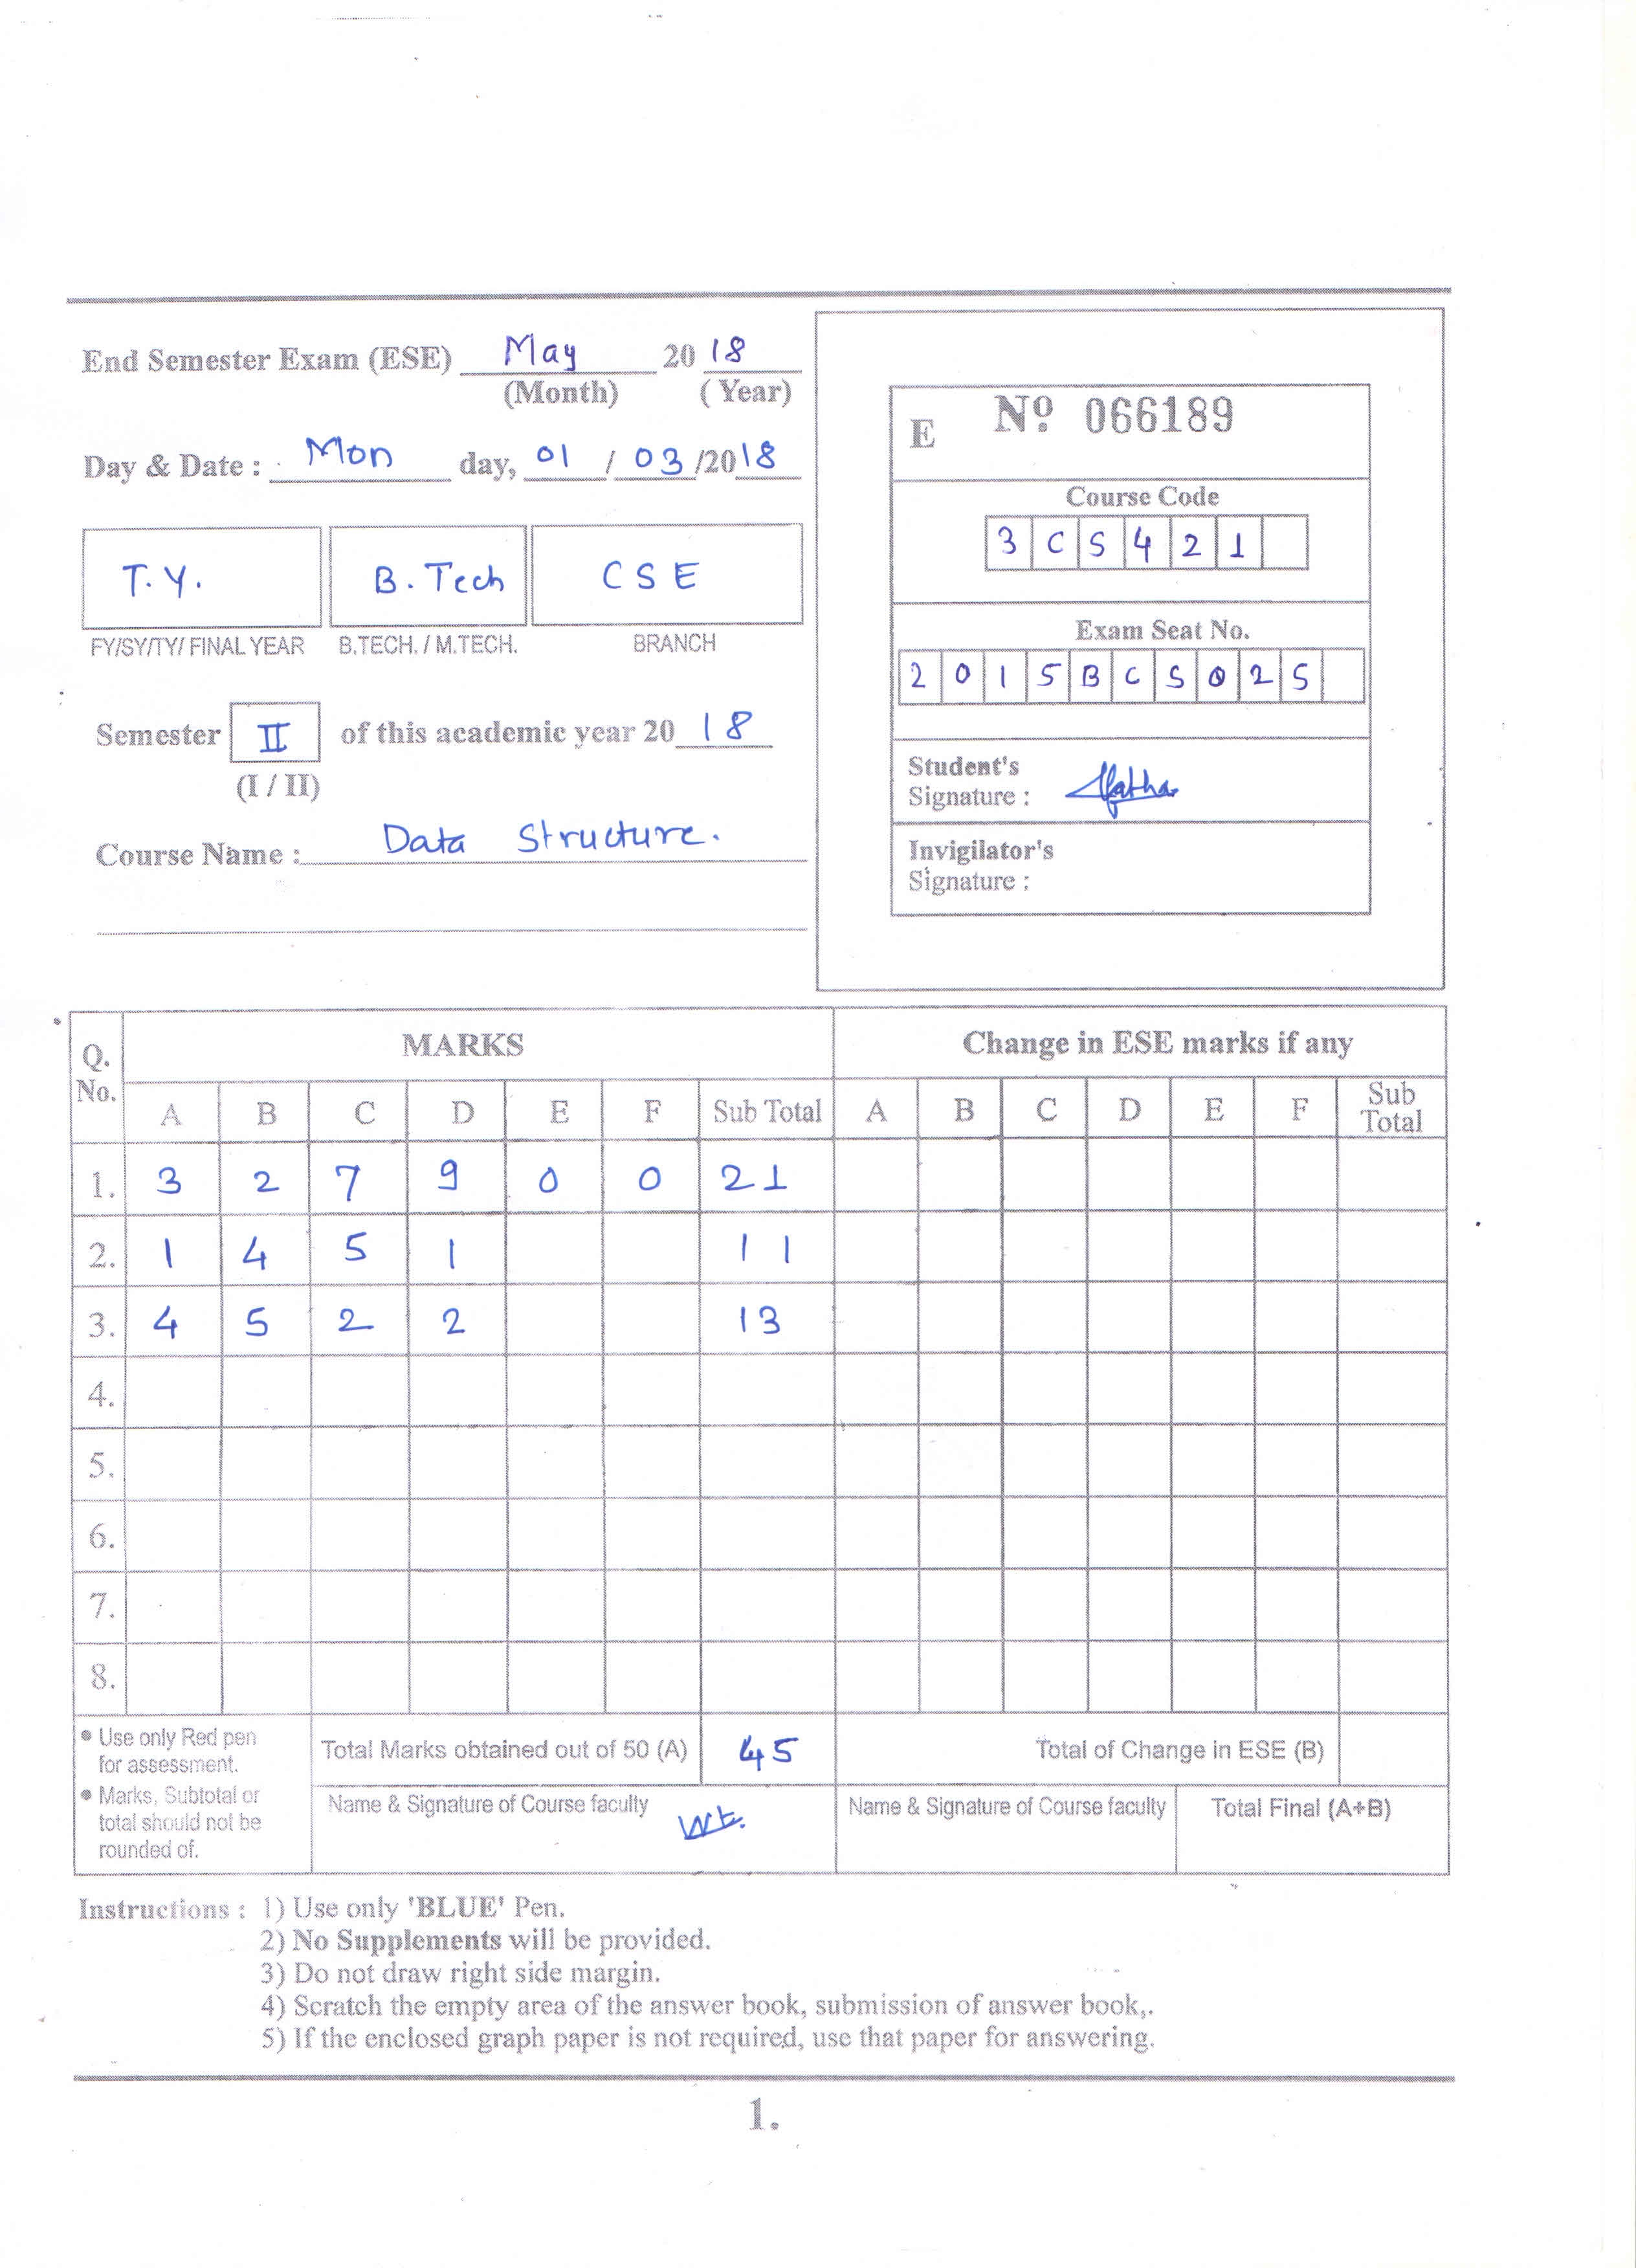 End Semester Exam (ESE) May 20 18
(Month) (Year)
Day & Date : Mon day, 01 / 03 /2018
T.Y. B. Tech CSE
FY/SY/TY/ FINAL YEAR B.TECH. / M.TECH. BRANCH
Semester II of this academic year 20 18
(I / II)
Course Name : Data Structure.
E Nº 066189
Course Code
3 C S 4 2 1
Exam Seat No.
2 0 1 5 B C S 0 2 5
Student's
Signature :
Invigilator's
Signature :
Q. No. MARKS Change in ESE marks if any
A B C D E F Sub Total A B C D E F Sub Total
1. 3 2 7 9 0 0 21
2. 1 4 5 1 11
3. 4 5 2 2 13
4.
5.
6.
7.
8.
• Use only Red pen
for assessment.
• Marks, Subtotal or
total should not be
rounded of.
Total Marks obtained out of 50 (A) 45 Total of Change in ESE (B)
Name & Signature of Course faculty Name & Signature of Course faculty Total Final (A+B)
Instructions : 1) Use only 'BLUE' Pen.
2) No Supplements will be provided.
3) Do not draw right side margin.
4) Scratch the empty area of the answer book, submission of answer book,.
5) If the enclosed graph paper is not required, use that paper for answering.
1.